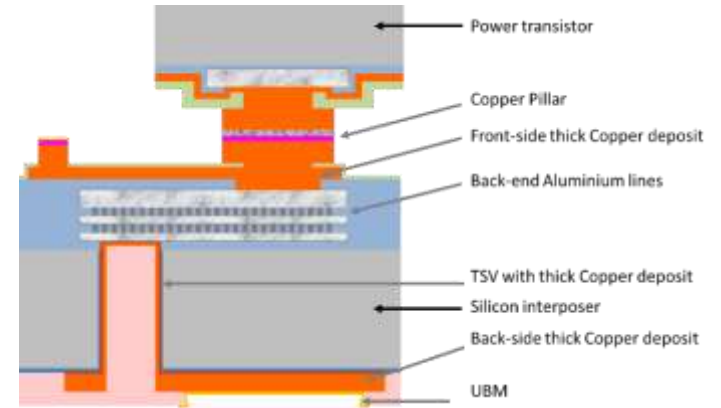 Power transistor
Copper Pillar
Front-side thick Copper deposit
Back-end Aluminium lines
TSV with thick Copper deposit
Silicon interposer
Back-side thick Copper deposit
UBM